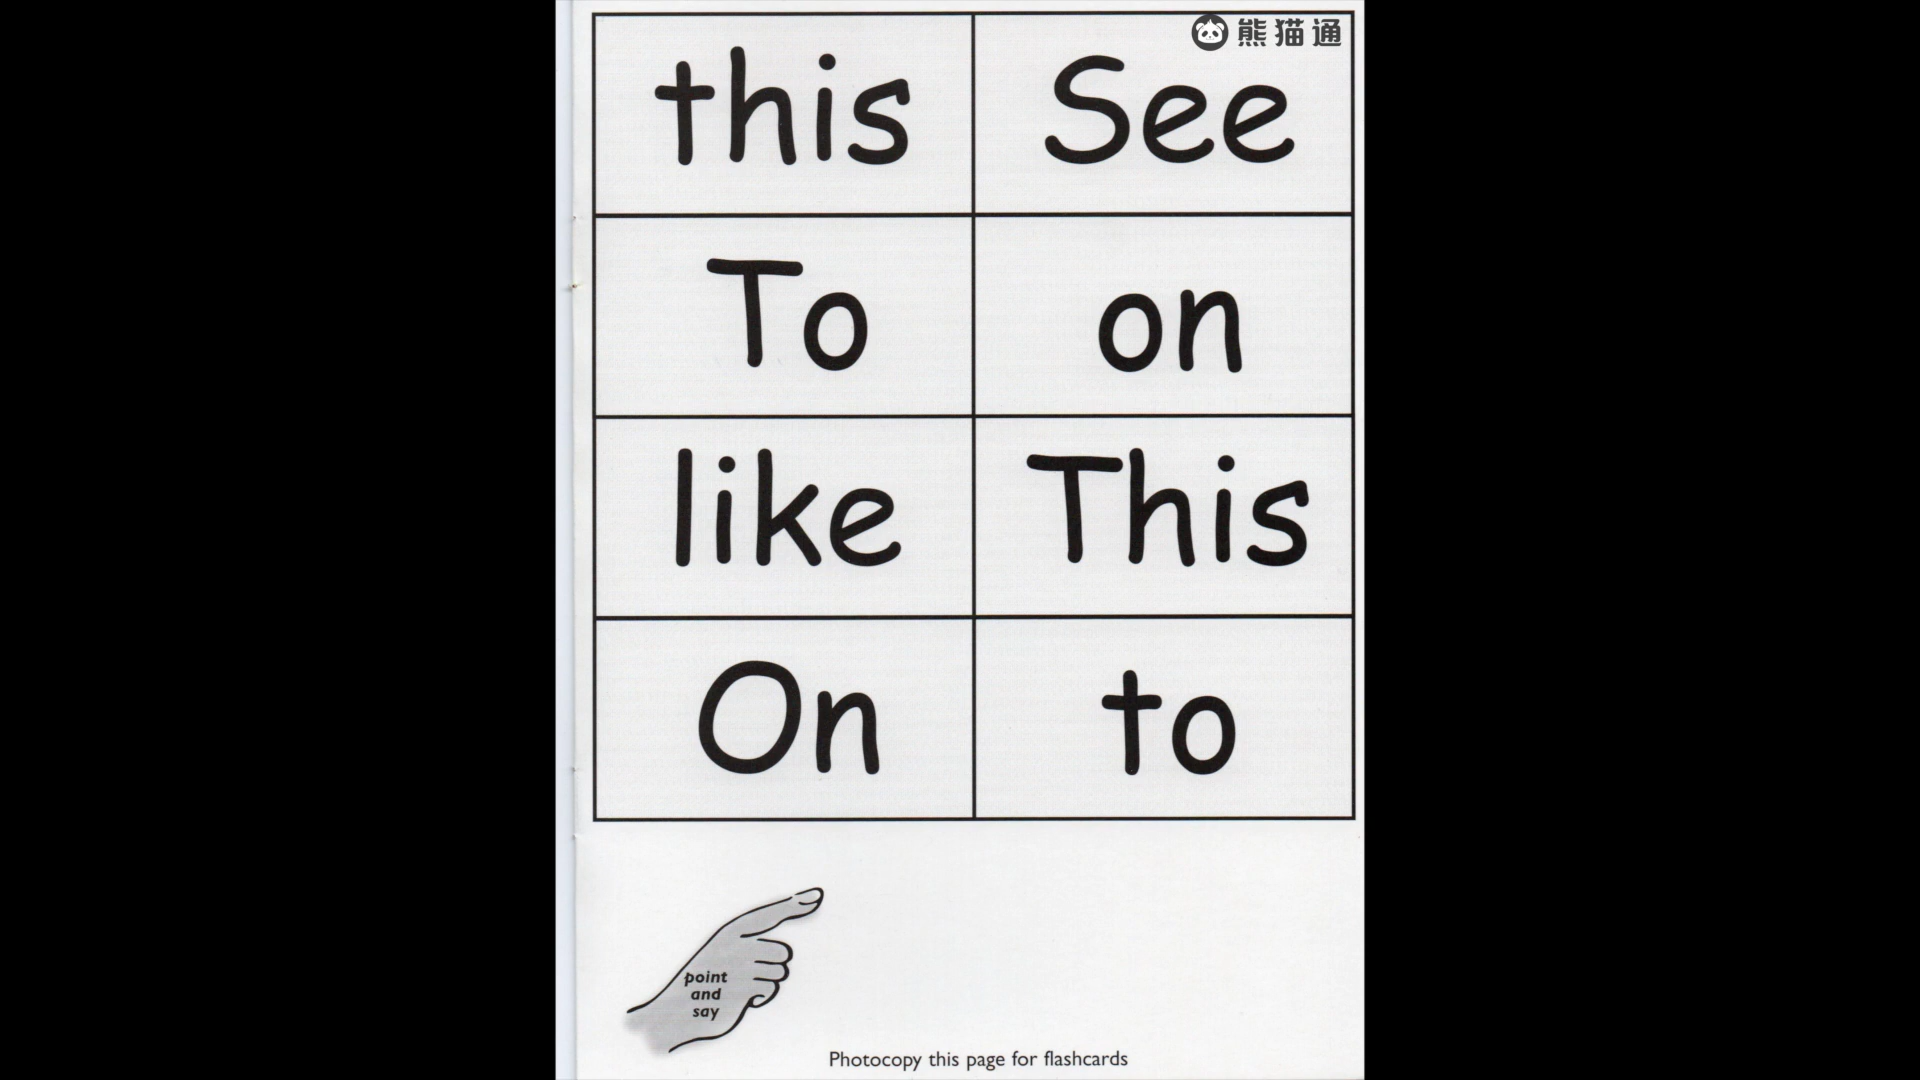 熊猫通
this See
To on
like This
On to
point
and
say
Photocopy this page for flashcards